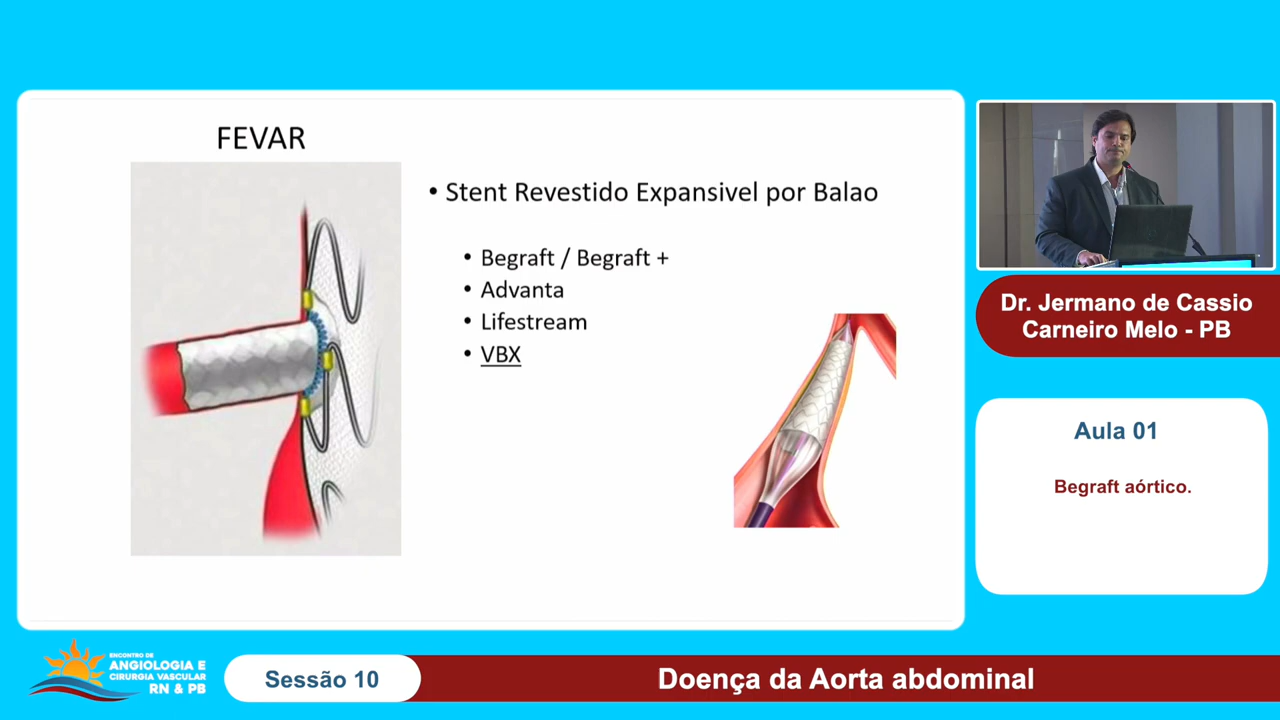 FEVAR
• Stent Revestido Expansivel por Balao
• Begraft / Begraft +
• Advanta
• Lifestream
• VBX
Dr. Jermano de Cassio
Carneiro Melo - PB
Aula 01
Begraft aórtico.
ENCONTRO DE
ANGIOLOGIA E
CIRURGIA VASCULAR
RN & PB
Sessão 10
Doença da Aorta abdominal